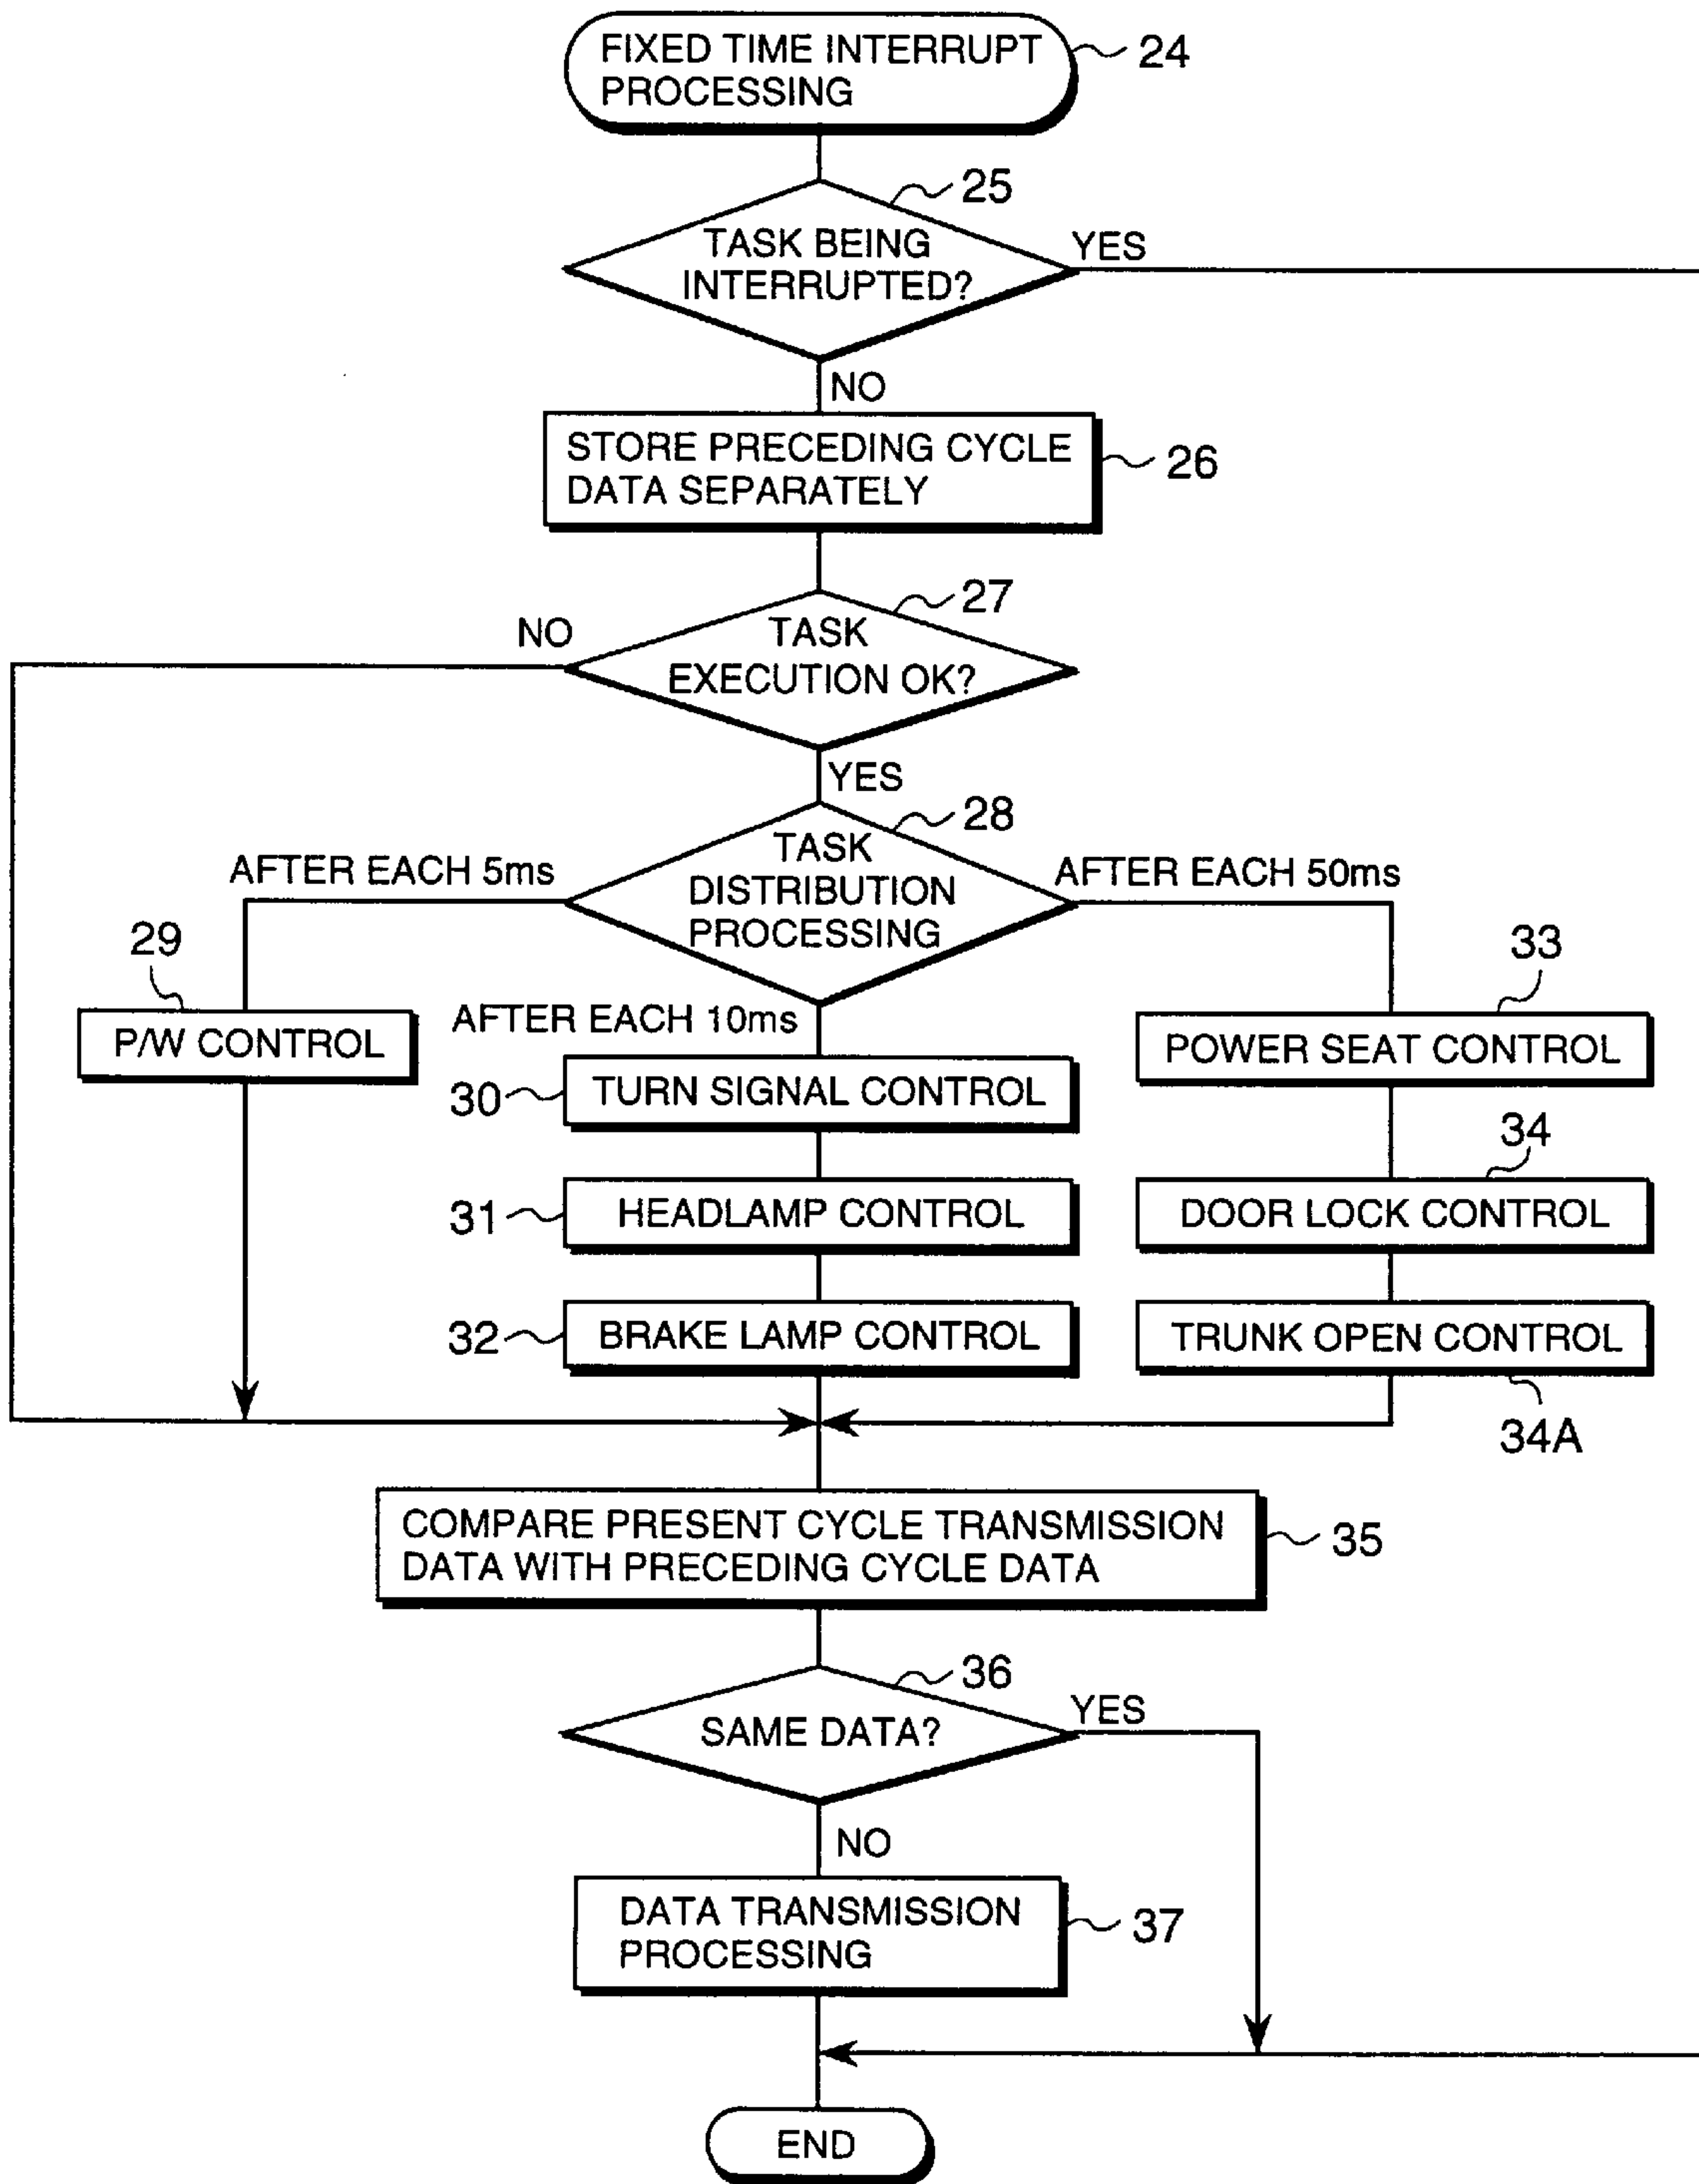 FIXED TIME INTERRUPT
PROCESSING
24
25
TASK BEING
INTERRUPTED?
YES
NO
STORE PRECEDING CYCLE
DATA SEPARATELY
26
27
NO
TASK
EXECUTION OK?
YES
28
AFTER EACH 5ms
TASK
DISTRIBUTION
PROCESSING
AFTER EACH 50ms
29
33
P/W CONTROL
AFTER EACH 10ms
POWER SEAT CONTROL
30
TURN SIGNAL CONTROL
34
31
HEADLAMP CONTROL
DOOR LOCK CONTROL
32
BRAKE LAMP CONTROL
TRUNK OPEN CONTROL
34A
COMPARE PRESENT CYCLE TRANSMISSION
DATA WITH PRECEDING CYCLE DATA
35
36
SAME DATA?
YES
NO
DATA TRANSMISSION
PROCESSING
37
END